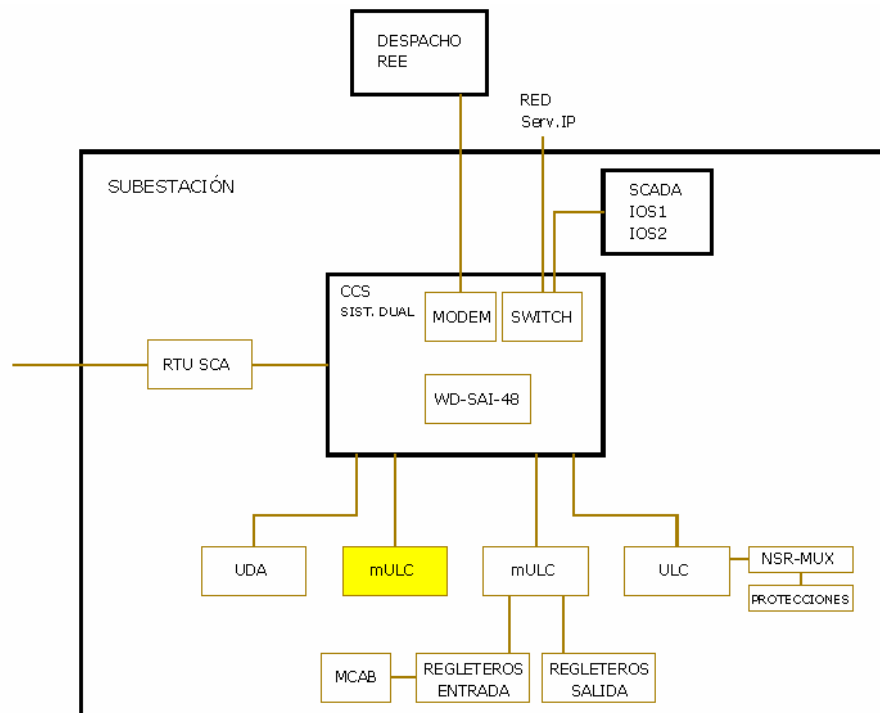 DESPACHO
REE
RED
Serv.IP
SUBESTACIÓN
SCADA
IOS1
IOS2
CCS
SIST. DUAL
MODEM
SWITCH
RTU SCA
WD-SAI-48
UDA
mULC
mULC
ULC
NSR-MUX
PROTECCIONES
MCAB
REGLETEROS
ENTRADA
REGLETEROS
SALIDA